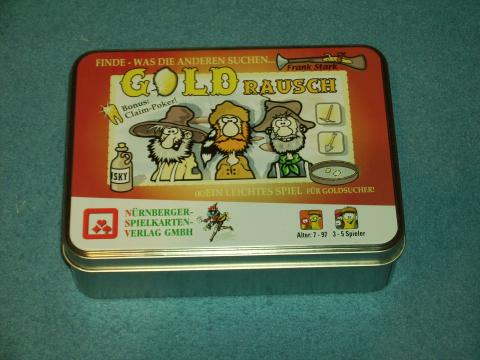 FINDE - WAS DIE ANDEREN SUCHEN...
Frank Stark
GOLD RAUSCH
Bonus:
Claim-Poker!
SKY
(K)EIN LEICHTES SPIEL FÜR GOLDSUCHER!
NÜRNBERGER-
SPIELKARTEN-
VERLAG GMBH
Alter: 7 - 97 3 - 5 Spieler